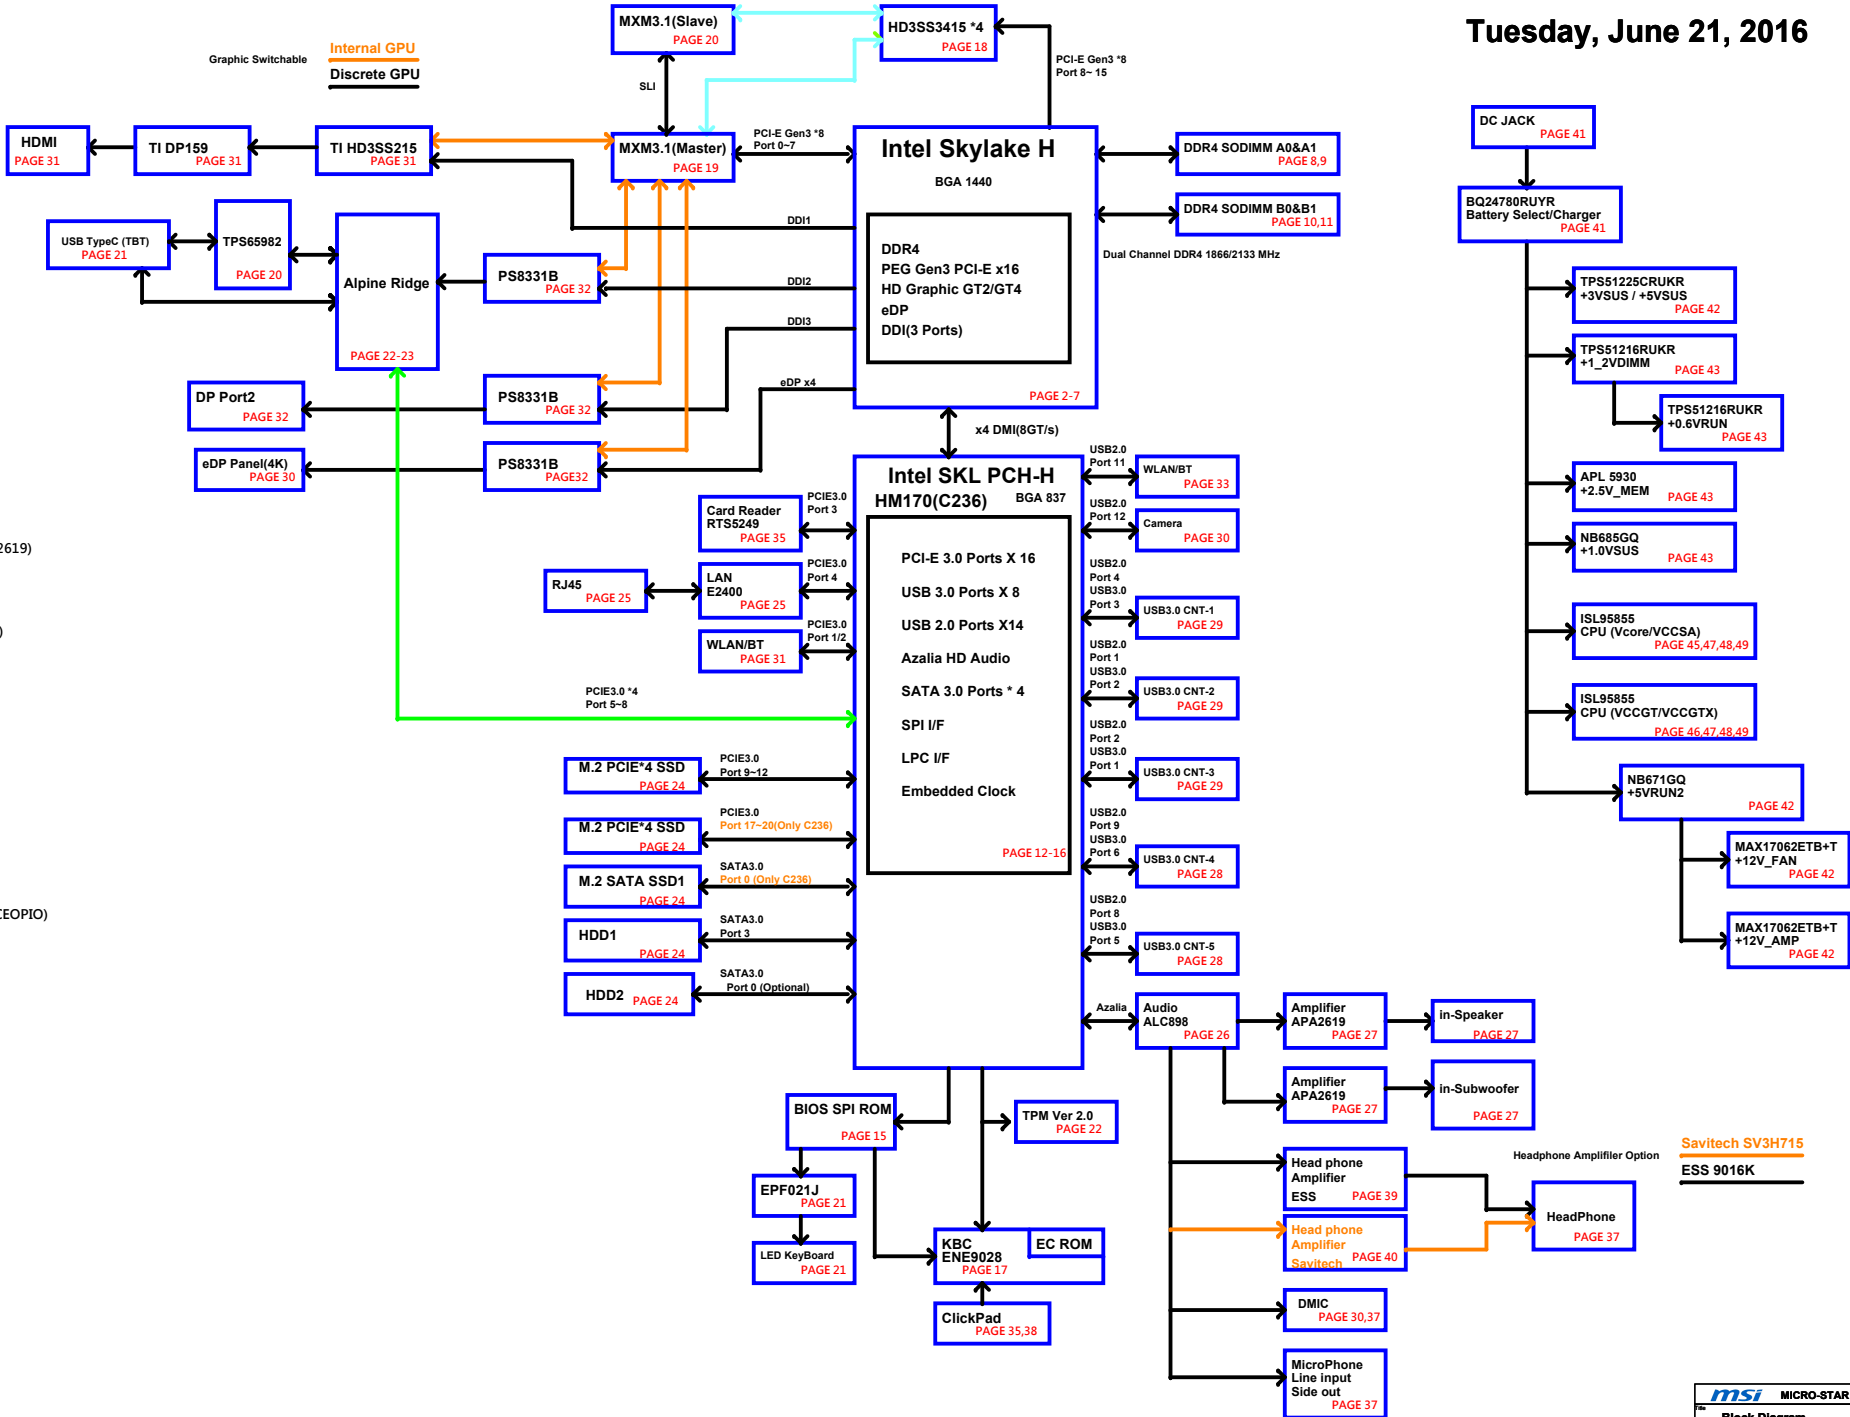 Tuesday, June 21, 2016
Graphic Switchable
Internal GPU
Discrete GPU
MXM3.1(Slave)
PAGE 20
HD3SS3415 *4
PAGE 18
PCI-E Gen3 *8
Port 8~ 15
SLI
HDMI
PAGE 31
TI DP159
PAGE 31
TI HD3SS215
PAGE 31
MXM3.1(Master)
PAGE 19
PCI-E Gen3 *8
Port 0~7
Intel Skylake H
BGA 1440
DDR4
PEG Gen3 PCI-E x16
HD Graphic GT2/GT4
eDP
DDI(3 Ports)
PAGE 2-7
DDR4 SODIMM A0&A1
PAGE 8,9
DDR4 SODIMM B0&B1
PAGE 10,11
Dual Channel DDR4 1866/2133 MHz
USB TypeC (TBT)
PAGE 21
TPS65982
PAGE 20
Alpine Ridge
PAGE 22-23
PS8331B
PAGE 32
DDI1
DDI2
DDI3
eDP x4
DP Port2
PAGE 32
PS8331B
PAGE 32
eDP Panel(4K)
PAGE 30
PS8331B
PAGE32
x4 DMI(8GT/s)
Intel SKL PCH-H
HM170(C236)
BGA 837
PCI-E 3.0 Ports X 16
USB 3.0 Ports X 8
USB 2.0 Ports X14
Azalia HD Audio
SATA 3.0 Ports * 4
SPI I/F
LPC I/F
Embedded Clock
PAGE 12-16
Card Reader
RTS5249
PAGE 35
PCIE3.0
Port 3
RJ45
PAGE 25
LAN
E2400
PAGE 25
PCIE3.0
Port 4
WLAN/BT
PAGE 31
PCIE3.0
Port 1/2
PCIE3.0 *4
Port 5~8
M.2 PCIE*4 SSD
PAGE 24
PCIE3.0
Port 9~12
M.2 PCIE*4 SSD
PAGE 24
PCIE3.0
Port 17~20(Only C236)
M.2 SATA SSD1
PAGE 24
SATA3.0
Port 0 (Only C236)
HDD1
PAGE 24
SATA3.0
Port 3
HDD2
PAGE 24
SATA3.0
Port 0 (Optional)
USB2.0
Port 11
WLAN/BT
PAGE 33
USB2.0
Port 12
Camera
PAGE 30
USB2.0
Port 4
USB3.0
Port 3
USB3.0 CNT-1
PAGE 29
USB2.0
Port 1
USB3.0
Port 2
USB3.0 CNT-2
PAGE 29
USB2.0
Port 2
USB3.0
Port 1
USB3.0 CNT-3
PAGE 29
USB2.0
Port 9
USB3.0
Port 6
USB3.0 CNT-4
PAGE 28
USB2.0
Port 8
USB3.0
Port 5
USB3.0 CNT-5
PAGE 28
Azalia
Audio
ALC898
PAGE 26
Amplifier
APA2619
PAGE 27
in-Speaker
PAGE 27
Amplifier
APA2619
PAGE 27
in-Subwoofer
PAGE 27
Head phone
Amplifier
ESS
PAGE 39
Head phone
Amplifier
Savitech
PAGE 40
Headphone Amplifiler Option
Savitech SV3H715
ESS 9016K
HeadPhone
PAGE 37
DMIC
PAGE 30,37
MicroPhone
Line input
Side out
PAGE 37
BIOS SPI ROM
PAGE 15
TPM Ver 2.0
PAGE 22
EPF021J
PAGE 21
LED KeyBoard
PAGE 21
KBC
ENE9028
PAGE 17
EC ROM
ClickPad
PAGE 35,38
DC JACK
PAGE 41
BQ24780RUYR
Battery Select/Charger
PAGE 41
TPS51225CRUKR
+3VSUS / +5VSUS
PAGE 42
TPS51216RUKR
+1_2VDIMM
PAGE 43
TPS51216RUKR
+0.6VRUN
PAGE 43
APL 5930
+2.5V_MEM
PAGE 43
NB685GQ
+1.0VSUS
PAGE 43
ISL95855
CPU (Vcore/VCCSA)
PAGE 45,47,48,49
ISL95855
CPU (VCCGT/VCCGTX)
PAGE 46,47,48,49
NB671GQ
+5VRUN2
PAGE 42
MAX17062ETB+T
+12V_FAN
PAGE 42
MAX17062ETB+T
+12V_AMP
PAGE 42
2619)
)
EOPIO)
msi MICRO-STAR
Title
Block Diagram